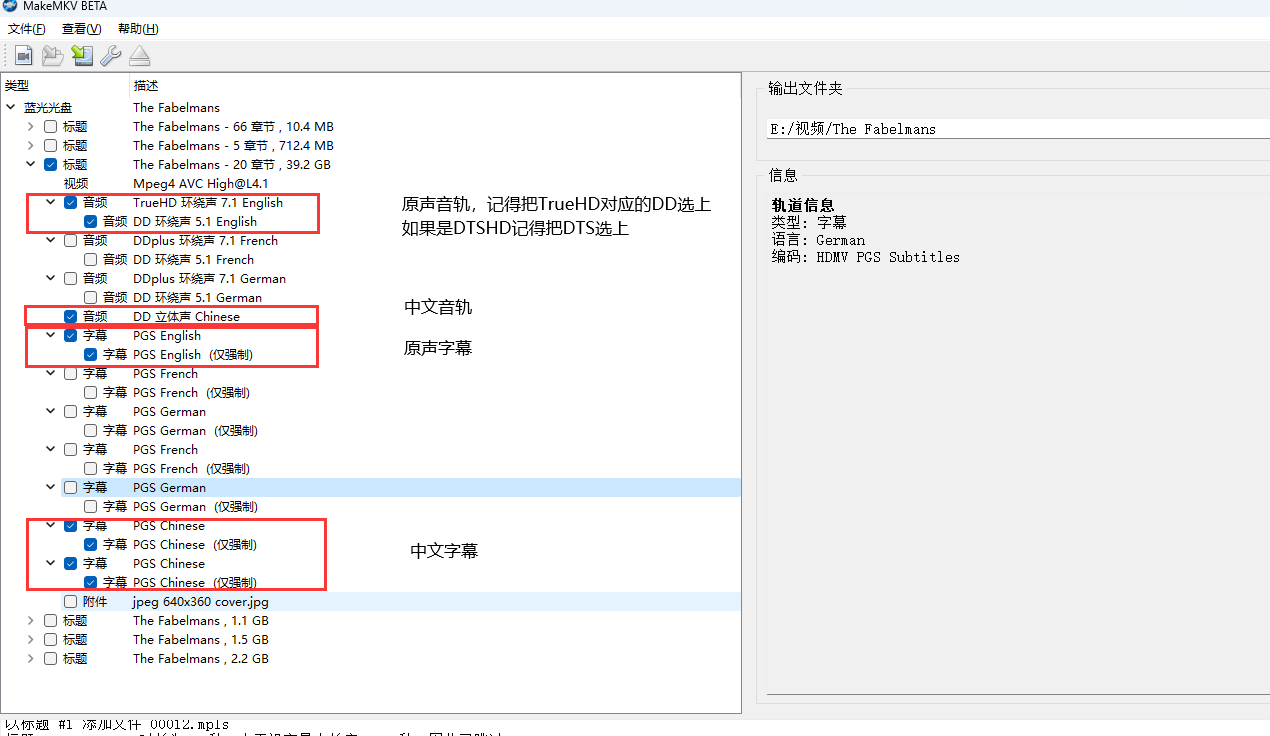 MakeMKV BETA
文件(F) 查看(V) 帮助(H)
类型 描述
蓝光光盘 The Fabelmans
标题 The Fabelmans - 66 章节 , 10.4 MB
标题 The Fabelmans - 5 章节 , 712.4 MB
标题 The Fabelmans - 20 章节 , 39.2 GB
视频 Mpeg4 AVC High@L4.1
音频 TrueHD 环绕声 7.1 English
音频 DD 环绕声 5.1 English
音频 DDplus 环绕声 7.1 French
音频 DD 环绕声 5.1 French
音频 DDplus 环绕声 7.1 German
音频 DD 环绕声 5.1 German
音频 DD 立体声 Chinese
字幕 PGS English
字幕 PGS English (仅强制)
字幕 PGS French
字幕 PGS French (仅强制)
字幕 PGS German
字幕 PGS German (仅强制)
字幕 PGS French
字幕 PGS French (仅强制)
字幕 PGS German
字幕 PGS German (仅强制)
字幕 PGS Chinese
字幕 PGS Chinese (仅强制)
字幕 PGS Chinese
字幕 PGS Chinese (仅强制)
附件 jpeg 640x360 cover.jpg
标题 The Fabelmans , 1.1 GB
标题 The Fabelmans , 1.5 GB
标题 The Fabelmans , 2.2 GB
原声音轨，记得把TrueHD对应的DD选上
如果是DTSHD记得把DTS选上
中文音轨
原声字幕
中文字幕
输出文件夹
E:/视频/The Fabelmans
信息
轨道信息
类型: 字幕
语言: German
编码: HDMV PGS Subtitles
以标题 #1 添加文件 00012.mpls